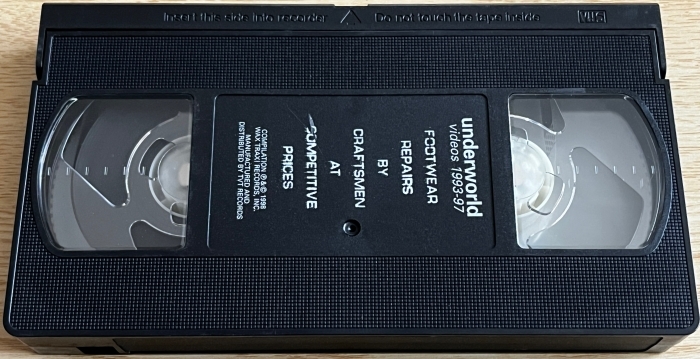 Insert this side into recorder
Do not touch the tape inside
VHS
underworld
videos 1993-97
FOOTWEAR
REPAIRS
BY
CRAFTSMEN
AT
COMPETITIVE
PRICES
COMPILATION ℗ & © 1998
WAX TRAX! RECORDS, INC.
MANUFACTURED AND
DISTRIBUTED BY TVT RECORDS